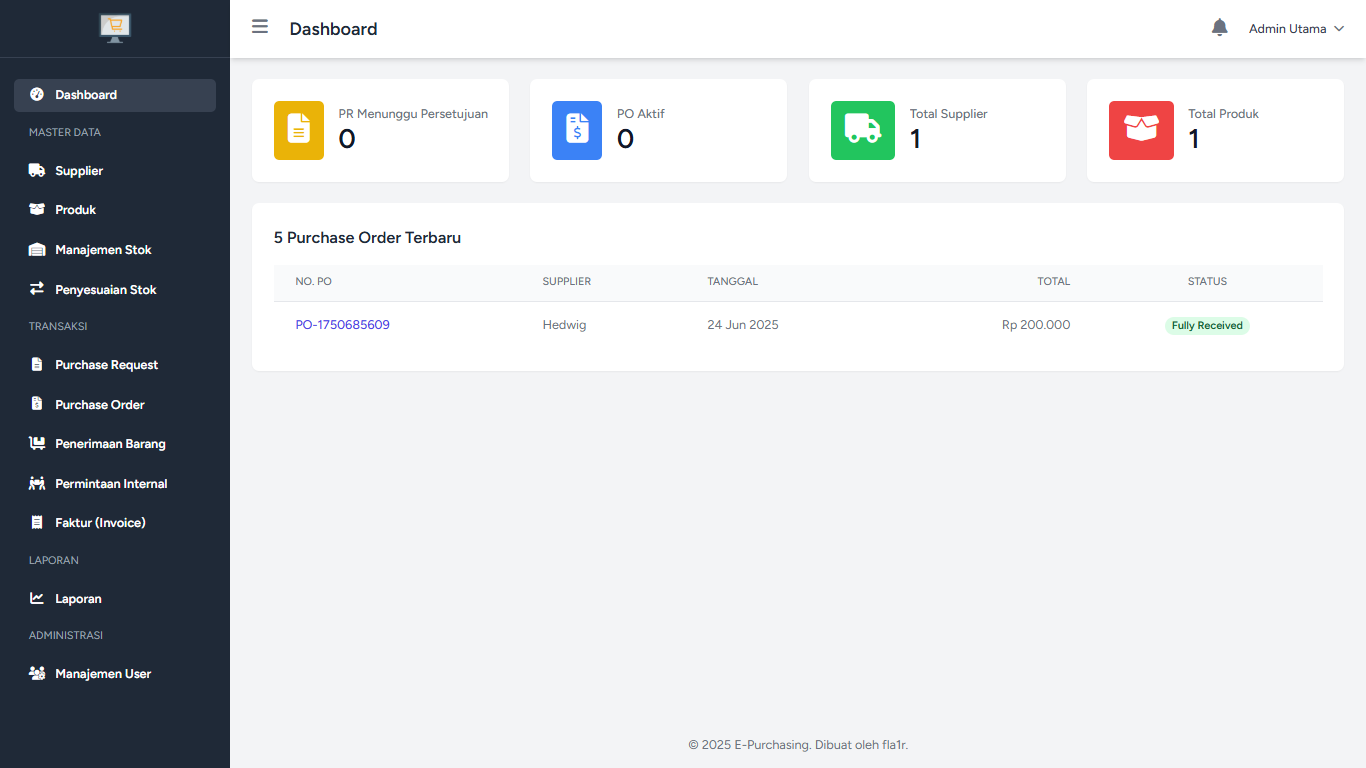 Dashboard
Admin Utama
Dashboard
MASTER DATA
Supplier
Produk
Manajemen Stok
Penyesuaian Stok
TRANSAKSI
Purchase Request
Purchase Order
Penerimaan Barang
Permintaan Internal
Faktur (Invoice)
LAPORAN
Laporan
ADMINISTRASI
Manajemen User
PR Menunggu Persetujuan
0
PO Aktif
0
Total Supplier
1
Total Produk
1
5 Purchase Order Terbaru
NO. PO SUPPLIER TANGGAL TOTAL STATUS
PO-1750685609 Hedwig 24 Jun 2025 Rp 200.000 Fully Received
© 2025 E-Purchasing. Dibuat oleh fla1r.